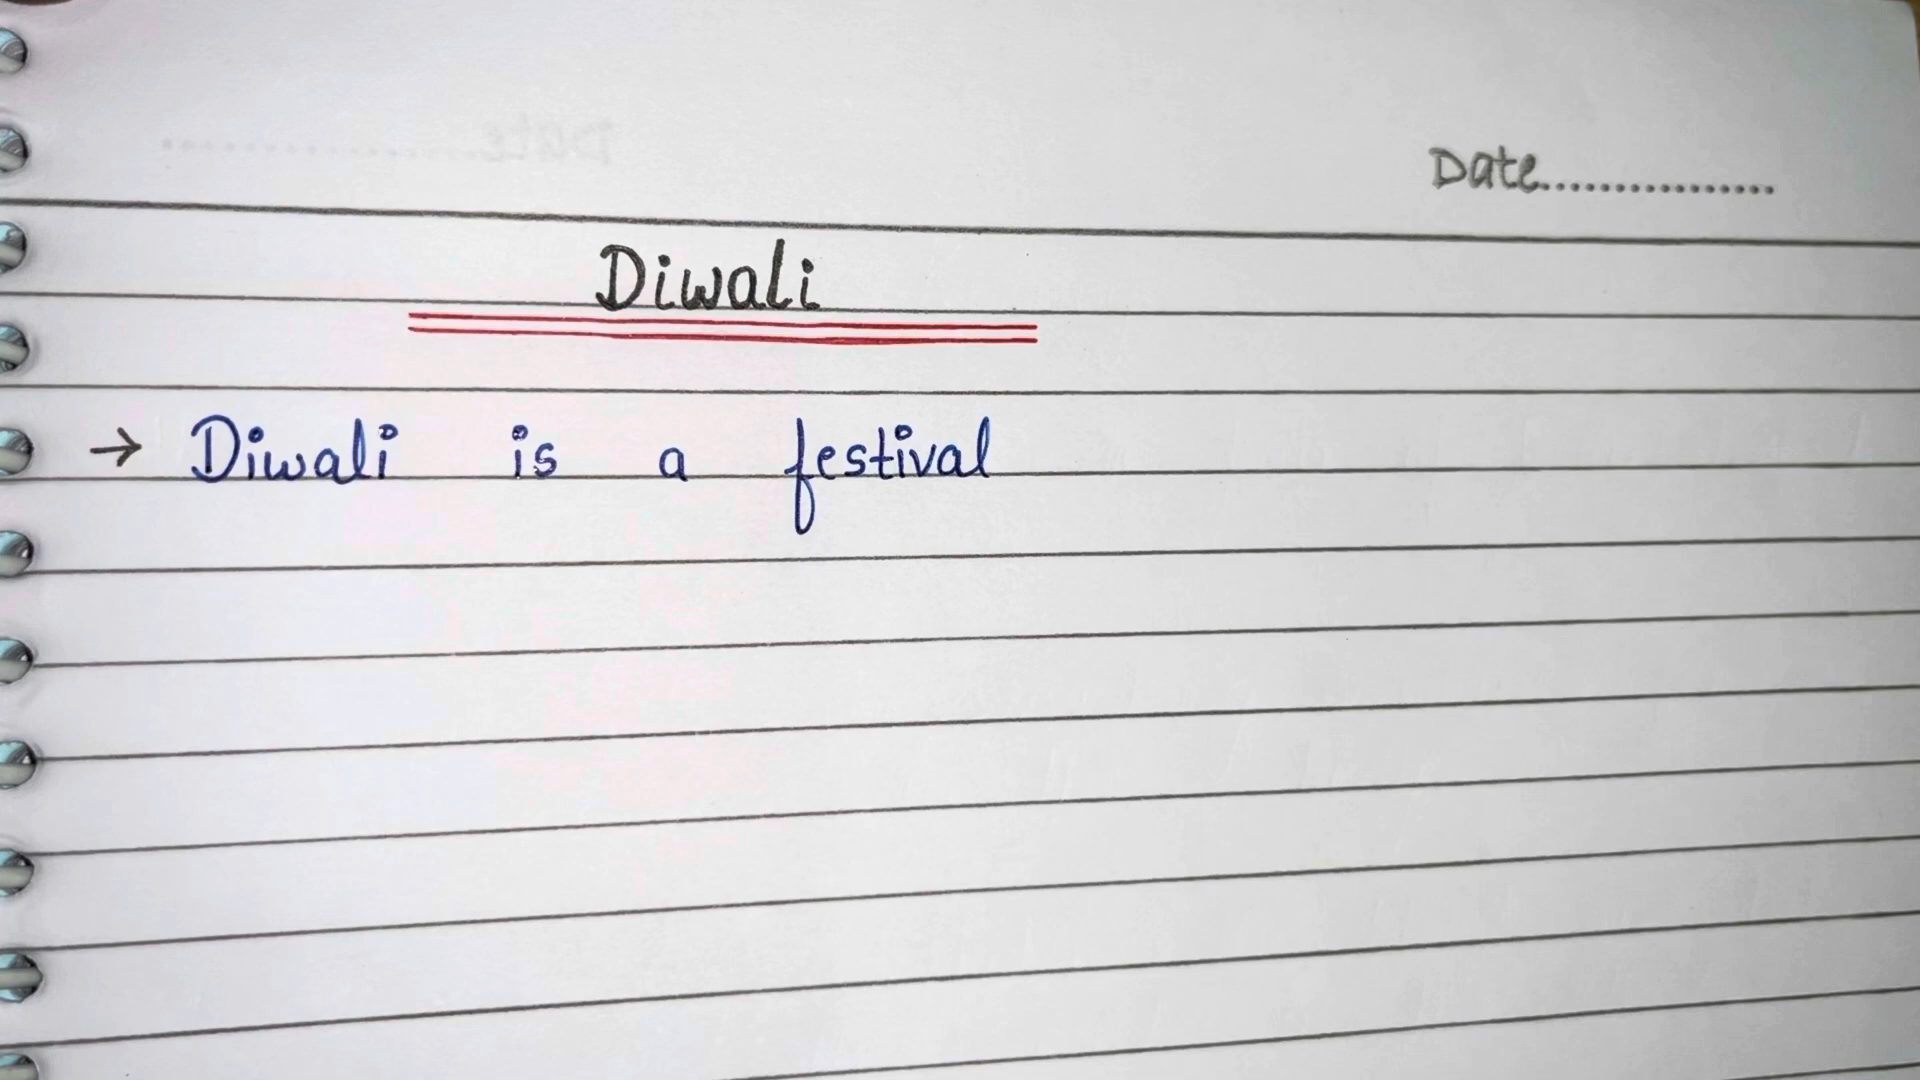 Date.................
Diwali
→ Diwali is a festival